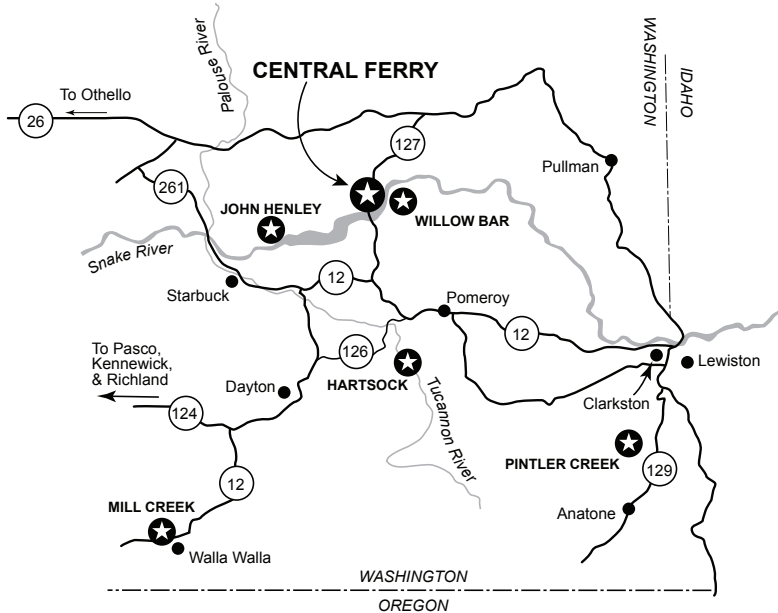 Palouse River
WASHINGTON
IDAHO
CENTRAL FERRY
To Othello
26
127
Pullman
261
JOHN HENLEY
WILLOW BAR
Snake River
Starbuck
12
Pomeroy
12
To Pasco,
Kennewick,
& Richland
126
HARTSOCK
Lewiston
Dayton
Clarkston
124
Tucannon River
PINTLER CREEK
129
12
MILL CREEK
Anatone
Walla Walla
WASHINGTON
OREGON